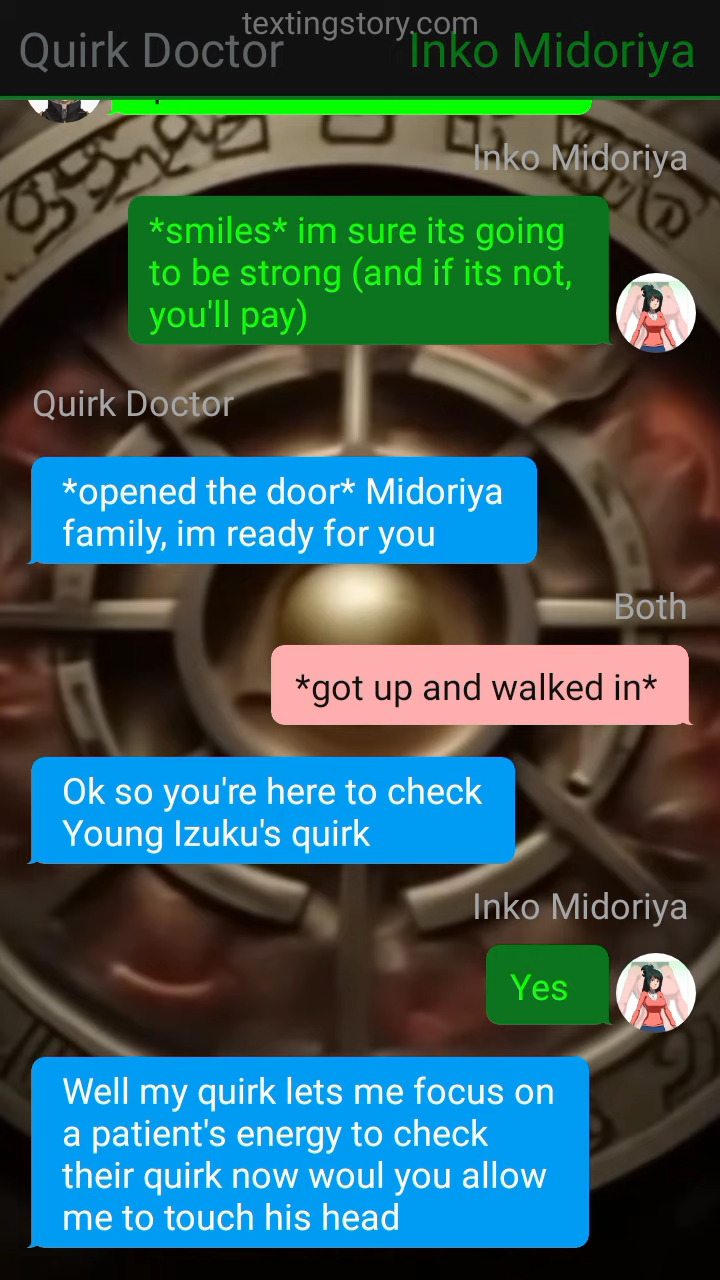 textingstory.com
Quirk Doctor
Inko Midoriya
Inko Midoriya
*smiles* im sure its going
to be strong (and if its not,
you'll pay)
Quirk Doctor
*opened the door* Midoriya
family, im ready for you
Both
*got up and walked in*
Ok so you're here to check
Young Izuku's quirk
Inko Midoriya
Yes
Well my quirk lets me focus on
a patient's energy to check
their quirk now woul you allow
me to touch his head